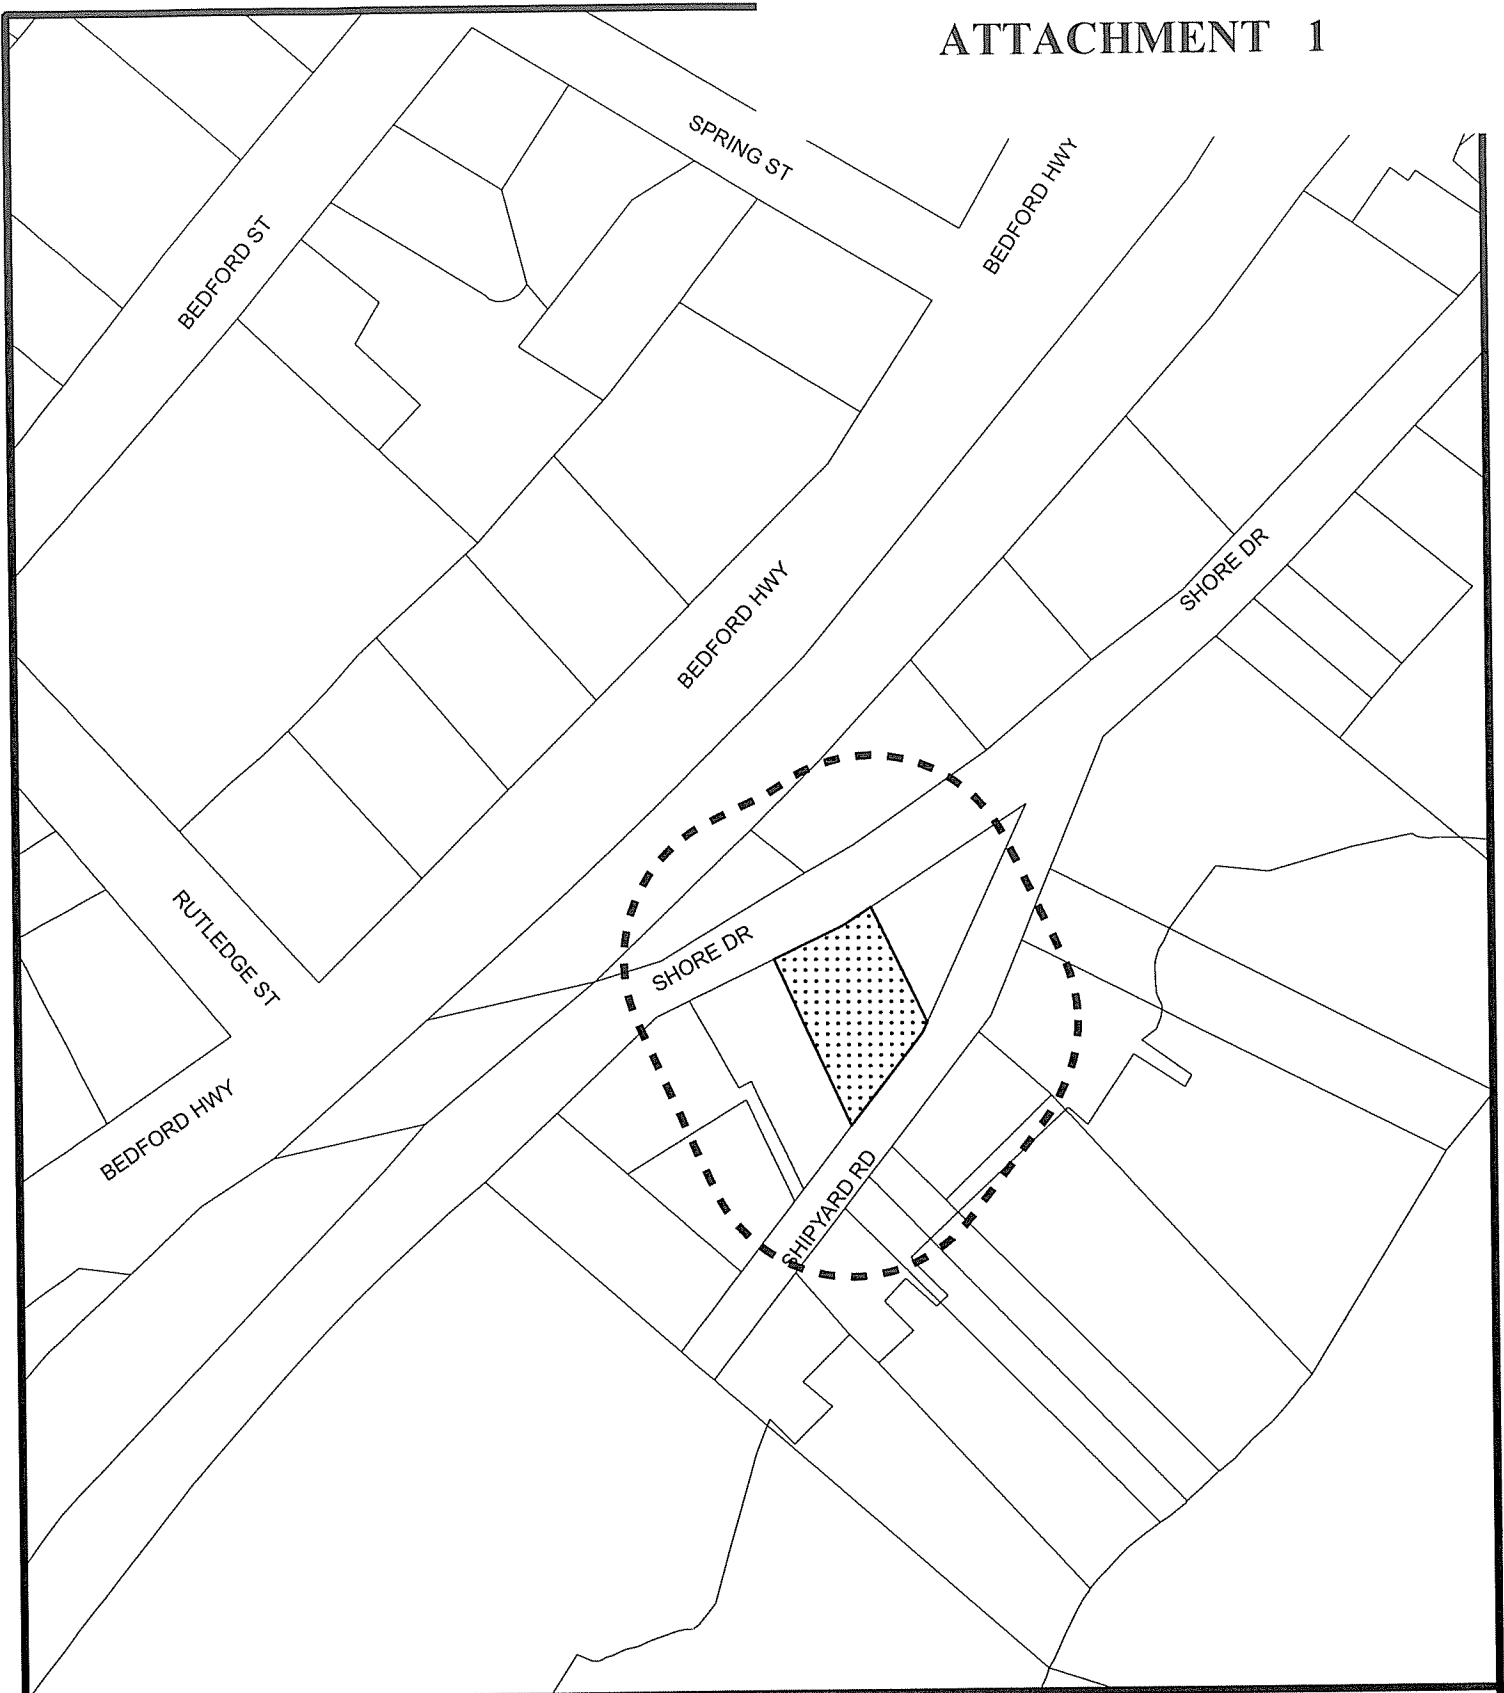 ATTACHMENT 1
SPRING ST
BEDFORD HWY
BEDFORD ST
SHORE DR
BEDFORD HWY
RUTLEDGE ST
SHORE DR
BEDFORD HWY
SHIPYARD RD